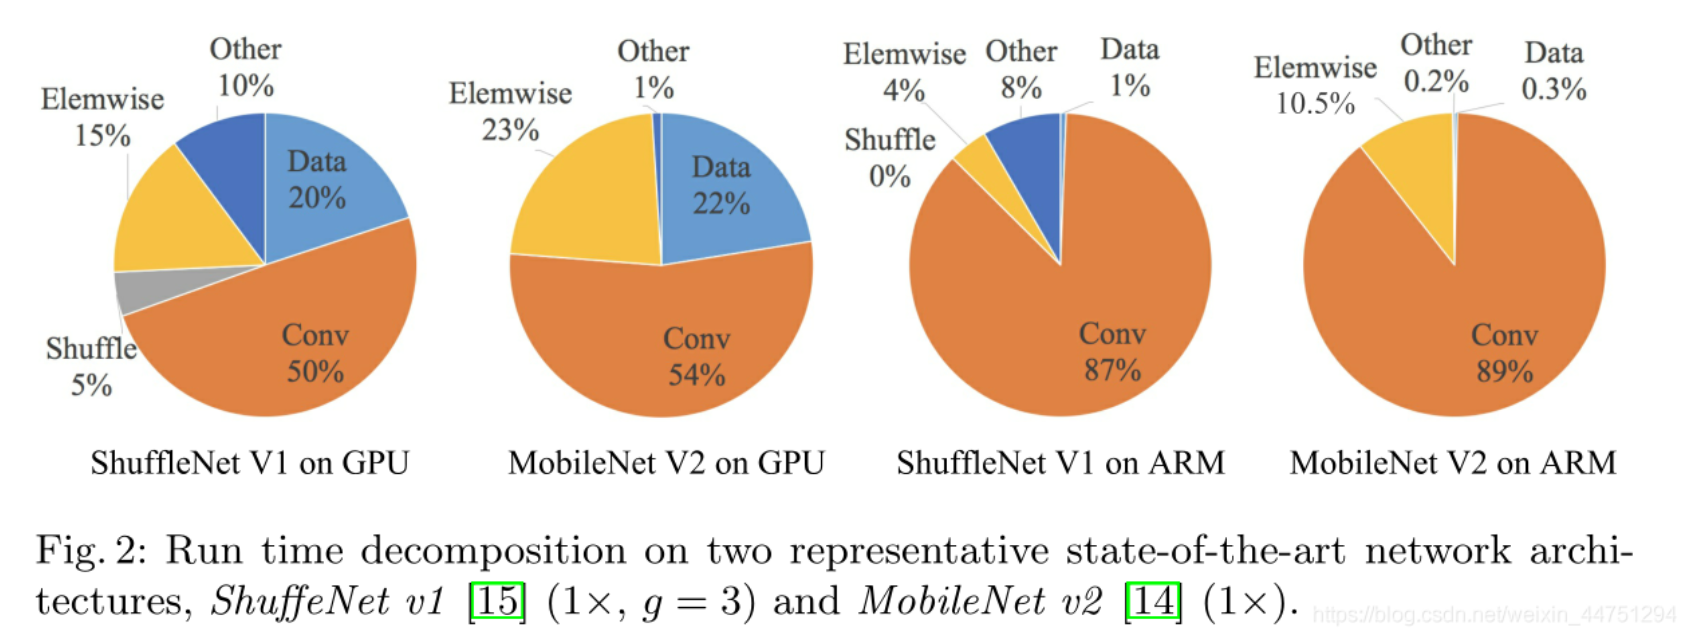 Other
10%
Elemwise
15%
Data
20%
Conv
50%
Shuffle
5%
ShuffleNet V1 on GPU
Other
1%
Elemwise
23%
Data
22%
Conv
54%
MobileNet V2 on GPU
Elemwise
4%
Other
8%
Data
1%
Shuffle
0%
Conv
87%
ShuffleNet V1 on ARM
Elemwise
10.5%
Other
0.2%
Data
0.3%
Conv
89%
MobileNet V2 on ARM
Fig. 2: Run time decomposition on two representative state-of-the-art network archi-
tectures, ShuffeNet v1 [15] (1×, g = 3) and MobileNet v2 [14] (1×).
https://blog.csdn.net/weixin_44751294